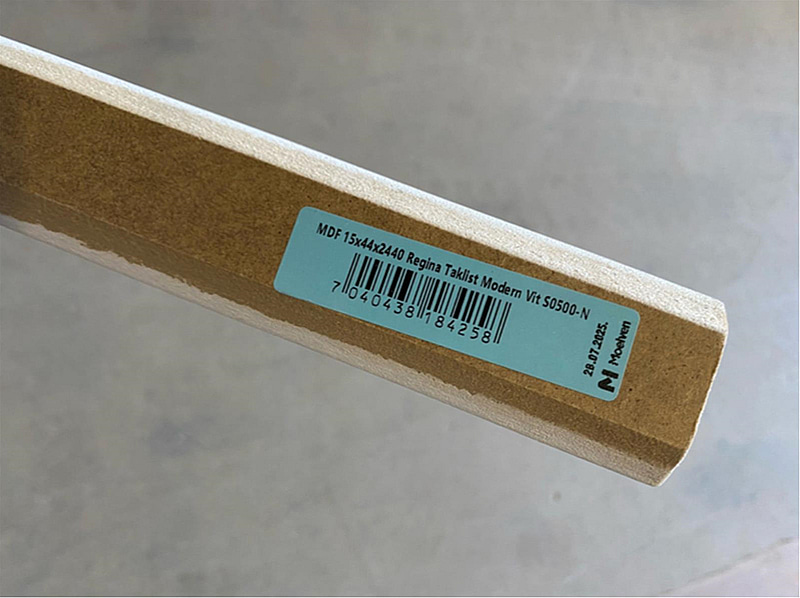 MDF 15x44x2440 Regina Taklist Modern Vit S0500-N
7 040438 184258
28.07.2025.
Moelven